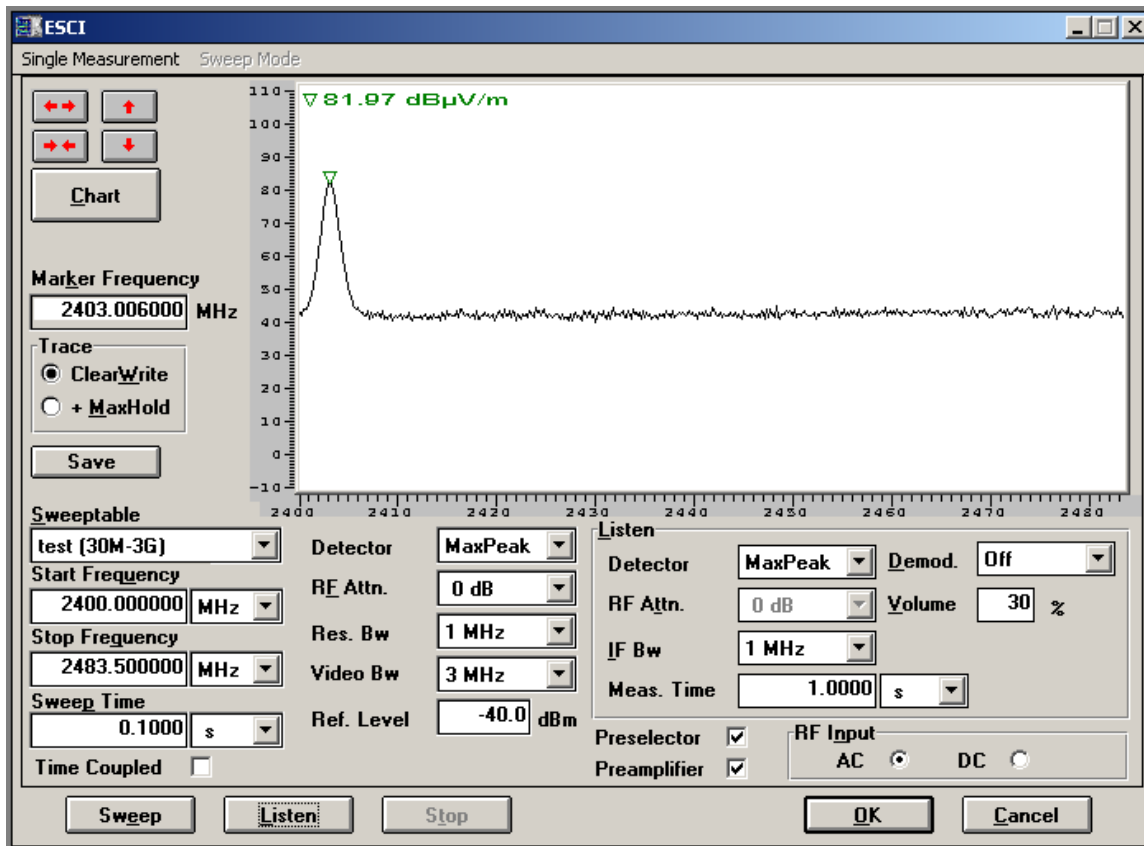 ESCI
Single Measurement Sweep Mode
▽ 81.97 dBµV/m
110
100
90
80
70
60
50
40
30
20
10
0
-10
2400 2410 2420 2430 2440 2450 2460 2470 2480
Chart
Marker Frequency
2403.006000 MHz
Trace
ClearWrite
+ MaxHold
Save
Sweeptable
test (30M-3G)
Start Frequency
2400.000000 MHz
Stop Frequency
2483.500000 MHz
Sweep Time
0.1000 s
Time Coupled
Detector MaxPeak
RF Attn. 0 dB
Res. Bw 1 MHz
Video Bw 3 MHz
Ref. Level -40.0 dBm
Listen
Detector MaxPeak Demod. Off
RF Attn. 0 dB Volume 30 %
IF Bw 1 MHz
Meas. Time 1.0000 s
Preselector
Preamplifier
RF Input
AC DC
Sweep Listen Stop OK Cancel